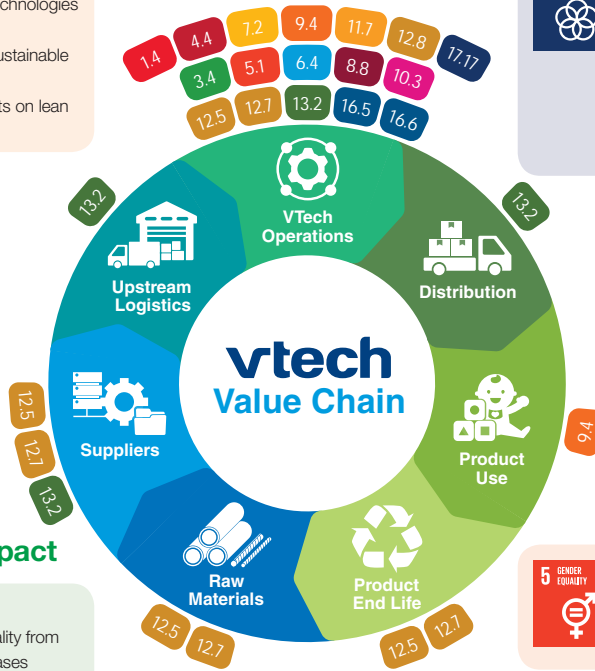 echnologies
ustainable
ts on lean
1.4
4.4
7.2
9.4
11.7
12.8
17.17
3.4
5.1
6.4
8.8
10.3
12.5
12.7
13.2
16.5
16.6
13.2
13.2
VTech
Operations
Upstream
Logistics
Distribution
vtech
Value Chain
Suppliers
12.5
12.7
13.2
Product
Use
9.4
Raw
Materials
Product
End Life
12.5
12.7
12.5
12.7
pact
ality from
ases
5 GENDER
EQUALITY